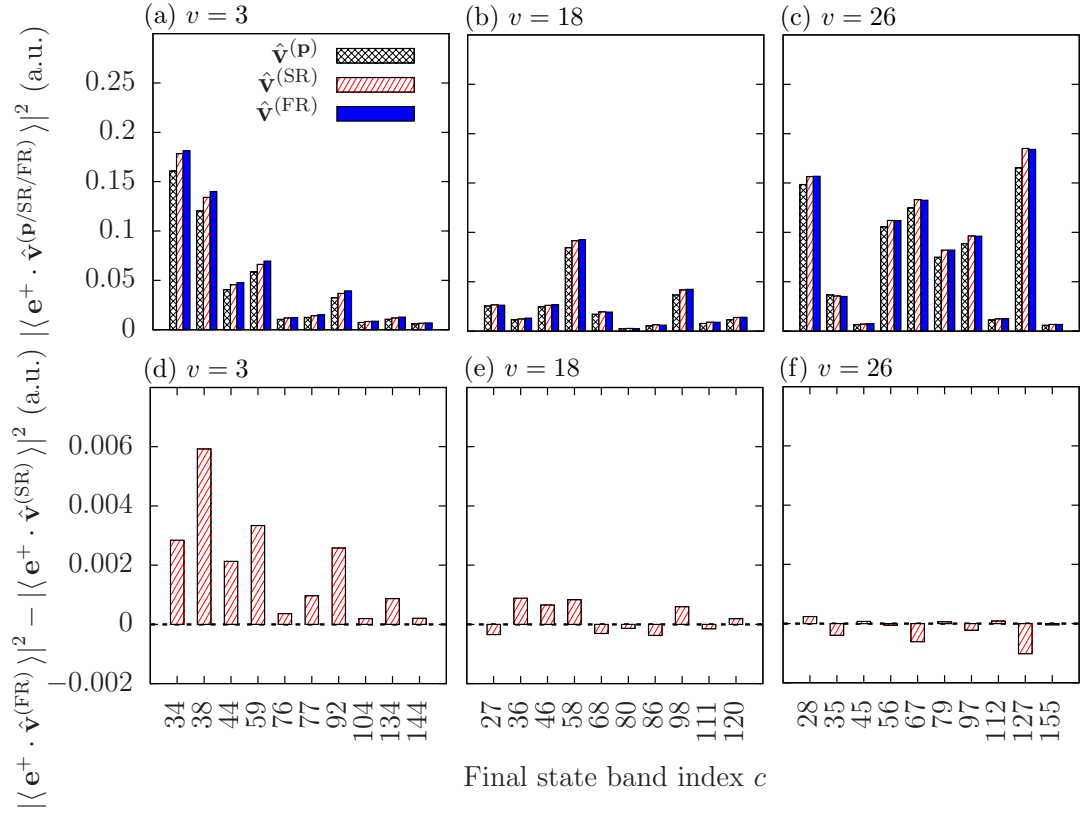 (a) v = 3
(b) v = 18
(c) v = 26
|⟨ e⁺ · v̂^(p/SR/FR) ⟩|² (a.u.)
0.25
0.2
0.15
0.1
0.05
0
v̂^(p)
v̂^(SR)
v̂^(FR)
(d) v = 3
(e) v = 18
(f) v = 26
|⟨ e⁺ · v̂^(FR) ⟩|² − |⟨ e⁺ · v̂^(SR) ⟩|² (a.u.)
0.006
0.004
0.002
0
−0.002
34 38 44 59 76 77 92 104 134 144
27 36 46 58 68 80 86 98 111 120
28 35 45 56 67 79 97 112 127 155
Final state band index c